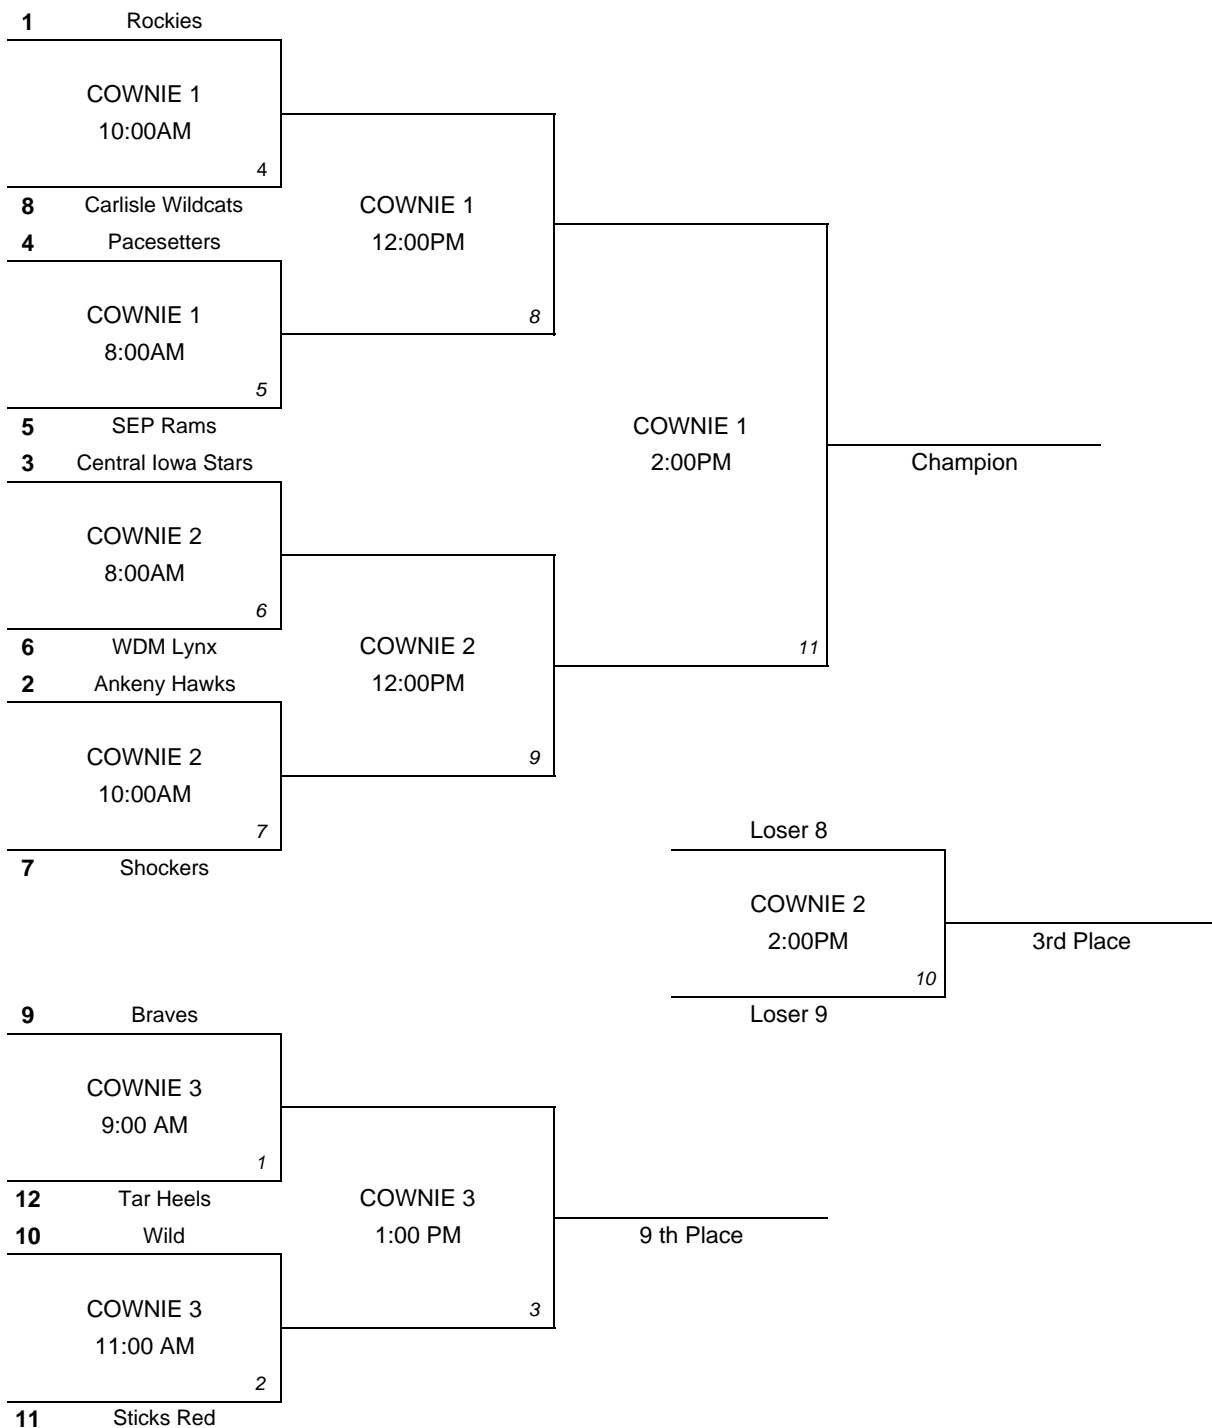 1 Rockies
COWNIE 1
10:00AM
4
8 Carlisle Wildcats
COWNIE 1
4 Pacesetters
12:00PM
COWNIE 1
8
8:00AM
5
5 SEP Rams
COWNIE 1
3 Central Iowa Stars
2:00PM
Champion
COWNIE 2
8:00AM
6
6 WDM Lynx
COWNIE 2
11
2 Ankeny Hawks
12:00PM
COWNIE 2
9
10:00AM
7
Loser 8
7 Shockers
COWNIE 2
2:00PM
3rd Place
10
9 Braves
Loser 9
COWNIE 3
9:00 AM
1
12 Tar Heels
COWNIE 3
10 Wild
1:00 PM
9 th Place
COWNIE 3
3
11:00 AM
2
11 Sticks Red